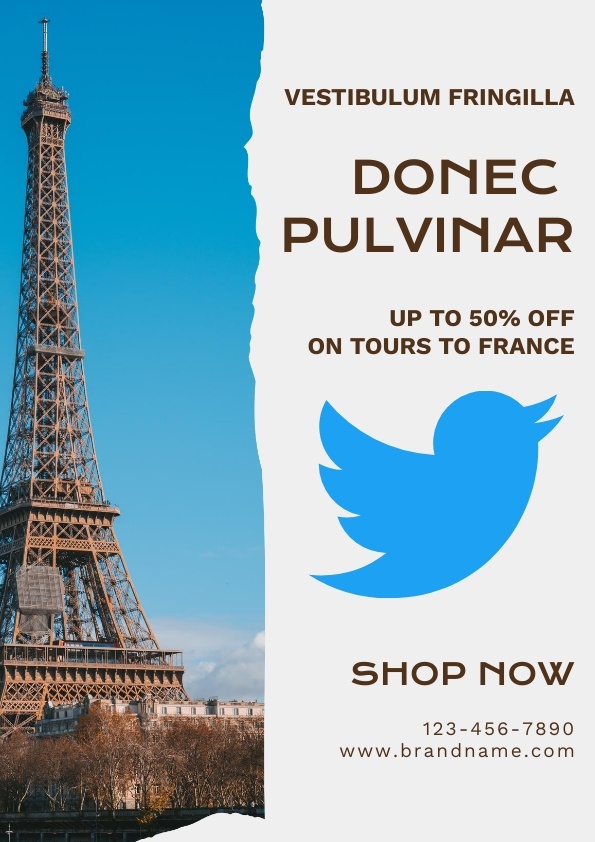 VESTIBULUM FRINGILLA
DONEC
PULVINAR
UP TO 50% OFF
ON TOURS TO FRANCE
SHOP NOW
123-456-7890
www.brandname.com